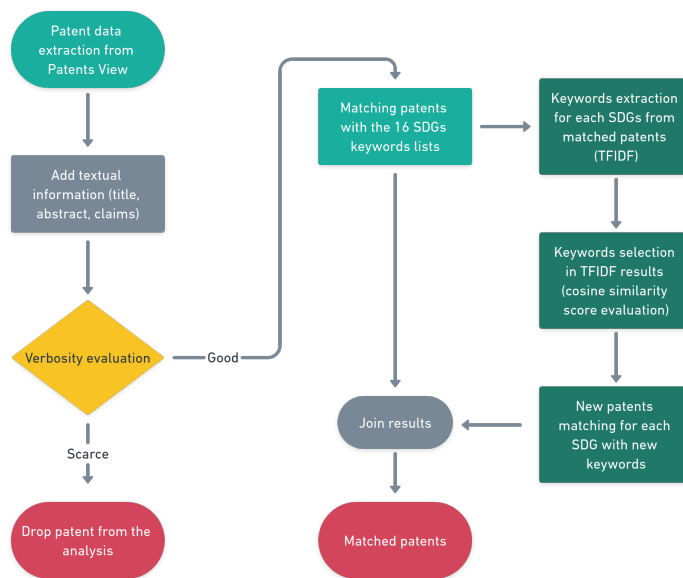 Patent data
extraction from
Patents View
Add textual
information (title,
abstract, claims)
Verbosity evaluation
Good
Scarce
Drop patent from the
analysis
Matching patents
with the 16 SDGs
keywords lists
Keywords extraction
for each SDGs from
matched patents
(TFIDF)
Keywords selection
in TFIDF results
(cosine similarity
score evaluation)
New patents
matching for each
SDG with new
keywords
Join results
Matched patents